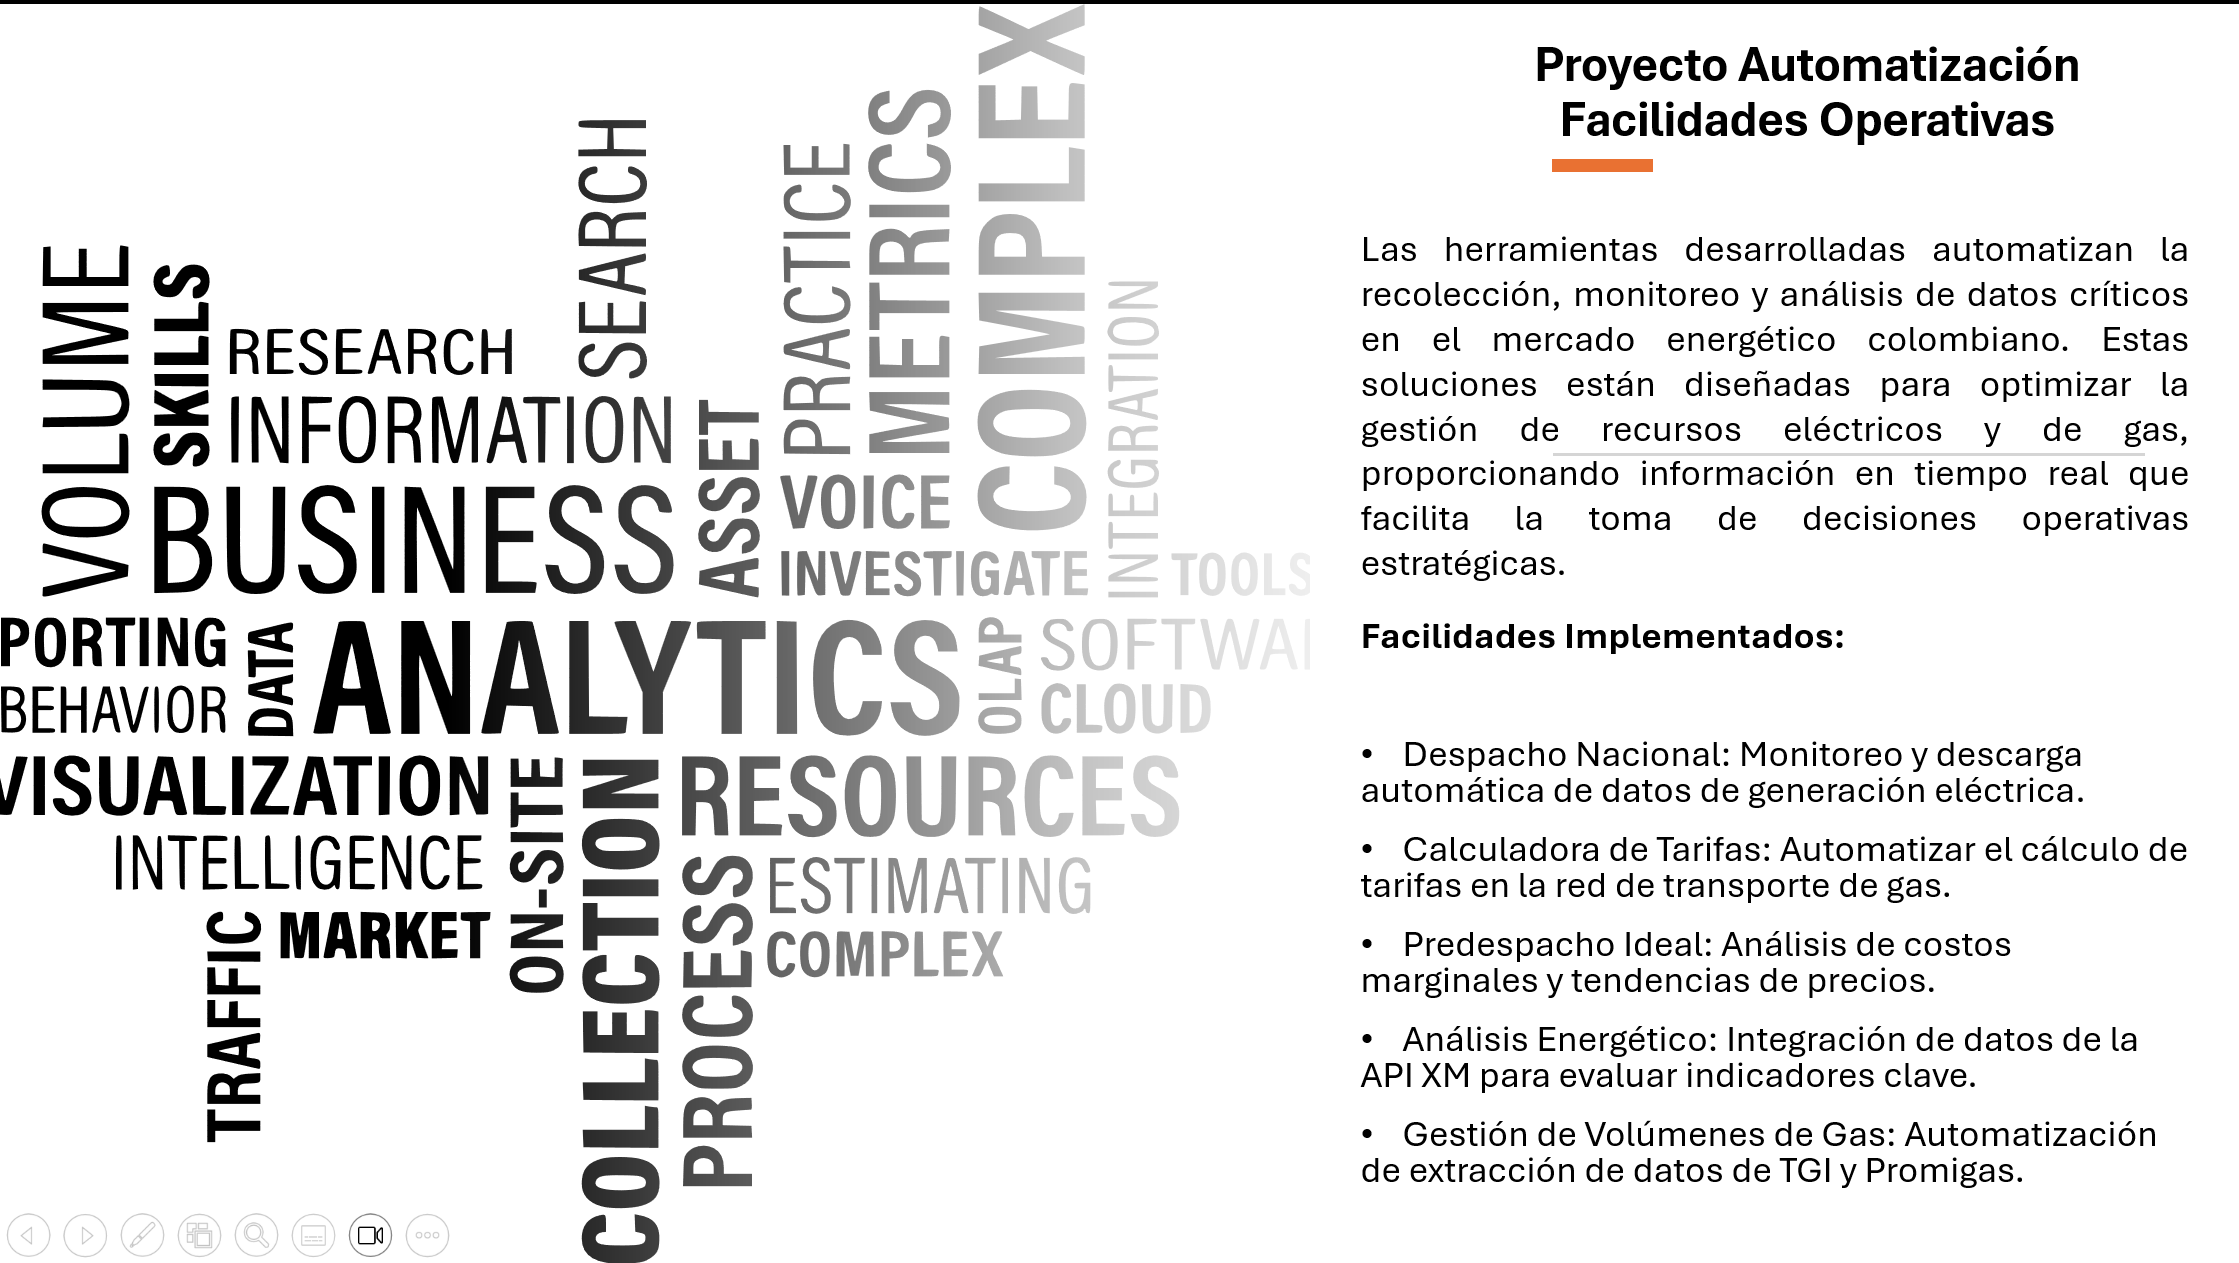 COMPLEX
METRICS
SEARCH
PRACTICE
VOLUME
SKILLS
RESEARCH
INTEGRATION
INFORMATION
ASSET
VOICE
BUSINESS
INVESTIGATE
TOOLS
PORTING
DATA
ANALYTICS
OLAP
SOFTWAI
BEHAVIOR
CLOUD
VISUALIZATION
ON-SITE
COLLECTION
RESOURCES
INTELLIGENCE
PROCESS
ESTIMATING
TRAFFIC
MARKET
COMPLEX
Proyecto Automatización
Facilidades Operativas
Las herramientas desarrolladas automatizan la
recolección, monitoreo y análisis de datos críticos
en el mercado energético colombiano. Estas
soluciones están diseñadas para optimizar la
gestión de recursos eléctricos y de gas,
proporcionando información en tiempo real que
facilita la toma de decisiones operativas
estratégicas.
Facilidades Implementados:
• Despacho Nacional: Monitoreo y descarga
automática de datos de generación eléctrica.
• Calculadora de Tarifas: Automatizar el cálculo de
tarifas en la red de transporte de gas.
• Predespacho Ideal: Análisis de costos
marginales y tendencias de precios.
• Análisis Energético: Integración de datos de la
API XM para evaluar indicadores clave.
• Gestión de Volúmenes de Gas: Automatización
de extracción de datos de TGI y Promigas.